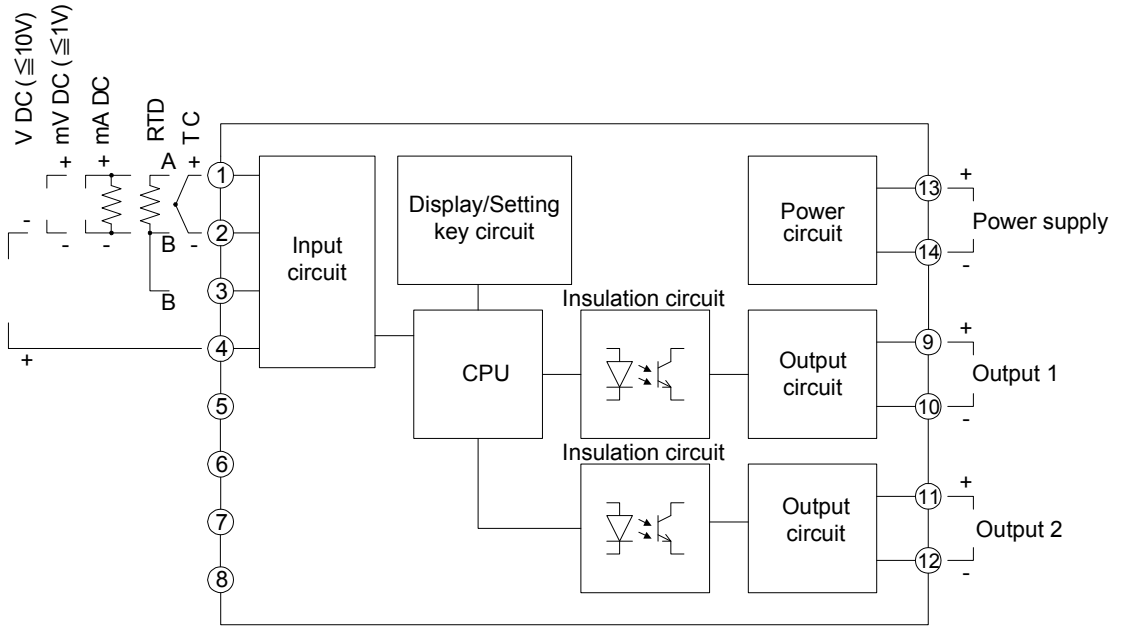 V DC (≦10V)
mV DC (≦1V)
mA DC
RTD
TC
+
+
A
+
1
-
-
-
B
-
2
B
3
+
4
5
6
7
8
Input
circuit
Display/Setting
key circuit
CPU
Insulation circuit
Insulation circuit
Power
circuit
Output
circuit
Output
circuit
13
+
Power supply
14
-
9
+
Output 1
10
-
11
+
Output 2
12
-